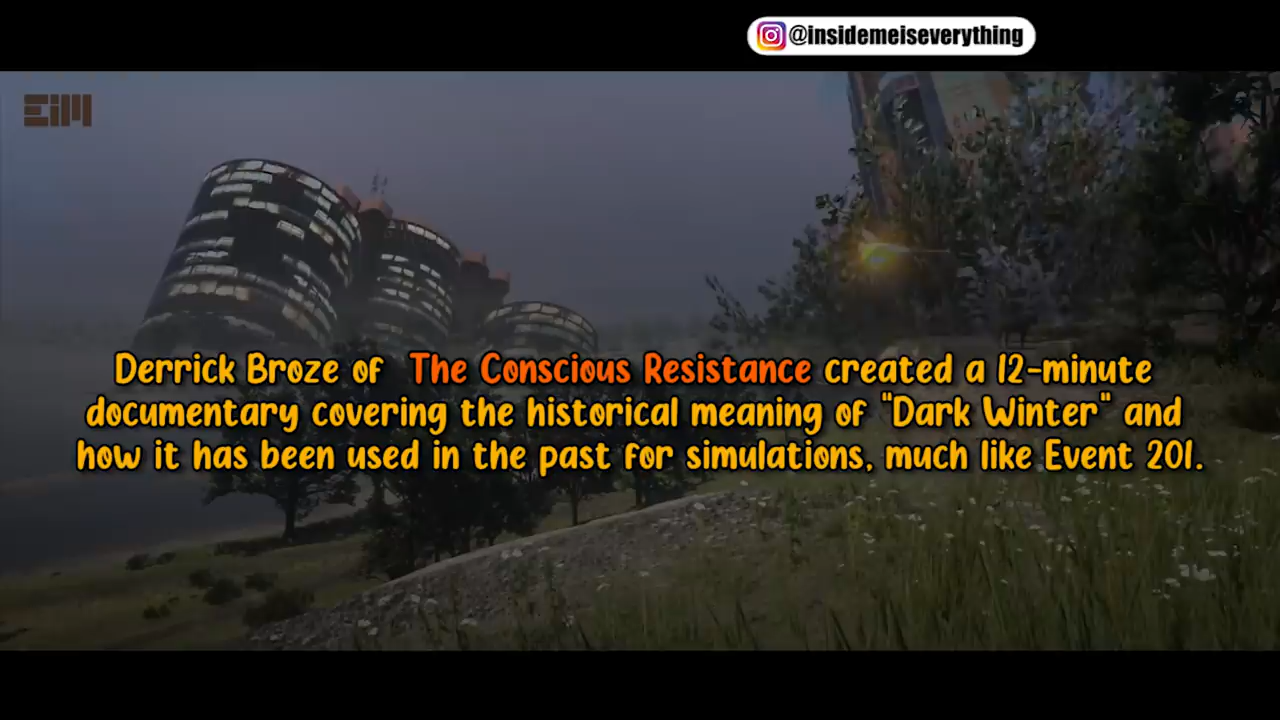 @insidemeiseverything
EIM
Derrick Broze of The Conscious Resistance created a 12-minute
documentary covering the historical meaning of "Dark Winter" and
how it has been used in the past for simulations, much like Event 201.